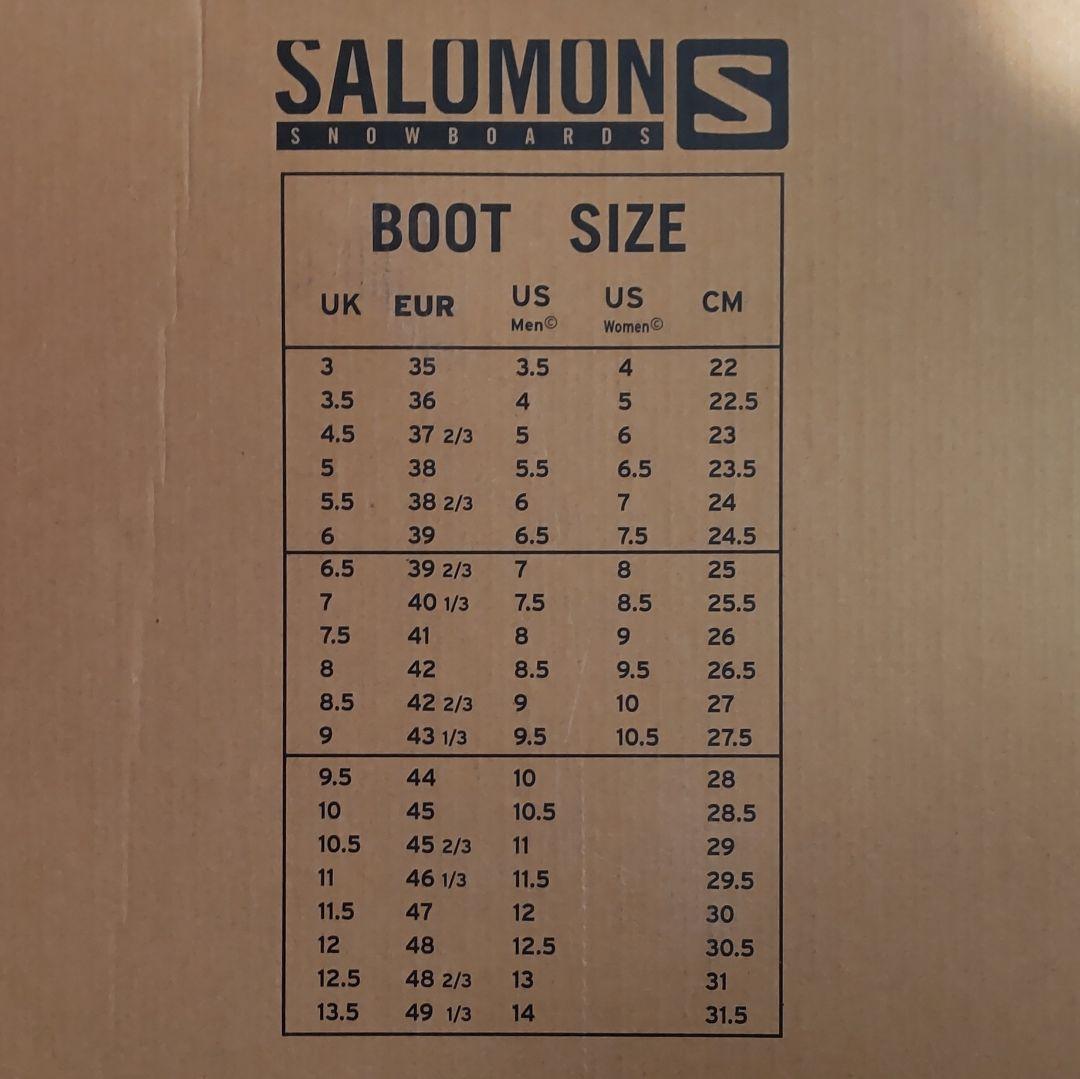 SALOMON S
SNOWBOARDS
BOOT SIZE
UK EUR US Men© US Women© CM
3 35 3.5 4 22
3.5 36 4 5 22.5
4.5 37 2/3 5 6 23
5 38 5.5 6.5 23.5
5.5 38 2/3 6 7 24
6 39 6.5 7.5 24.5
6.5 39 2/3 7 8 25
7 40 1/3 7.5 8.5 25.5
7.5 41 8 9 26
8 42 8.5 9.5 26.5
8.5 42 2/3 9 10 27
9 43 1/3 9.5 10.5 27.5
9.5 44 10 28
10 45 10.5 28.5
10.5 45 2/3 11 29
11 46 1/3 11.5 29.5
11.5 47 12 30
12 48 12.5 30.5
12.5 48 2/3 13 31
13.5 49 1/3 14 31.5